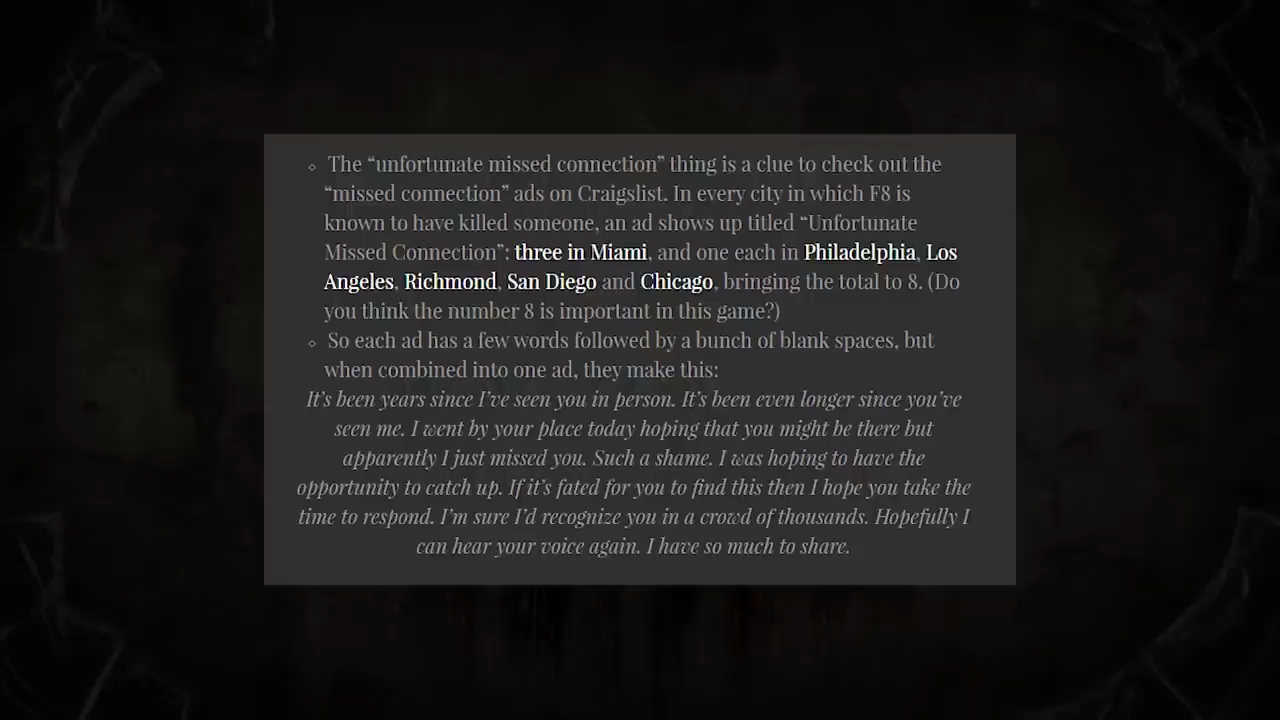 ⬦ The “unfortunate missed connection” thing is a clue to check out the
“missed connection” ads on Craigslist. In every city in which F8 is
known to have killed someone, an ad shows up titled “Unfortunate
Missed Connection”: three in Miami, and one each in Philadelphia, Los
Angeles, Richmond, San Diego and Chicago, bringing the total to 8. (Do
you think the number 8 is important in this game?)
⬦ So each ad has a few words followed by a bunch of blank spaces, but
when combined into one ad, they make this:
It’s been years since I’ve seen you in person. It’s been even longer since you’ve
seen me. I went by your place today hoping that you might be there but
apparently I just missed you. Such a shame. I was hoping to have the
opportunity to catch up. If it’s fated for you to find this then I hope you take the
time to respond. I’m sure I’d recognize you in a crowd of thousands. Hopefully I
can hear your voice again. I have so much to share.